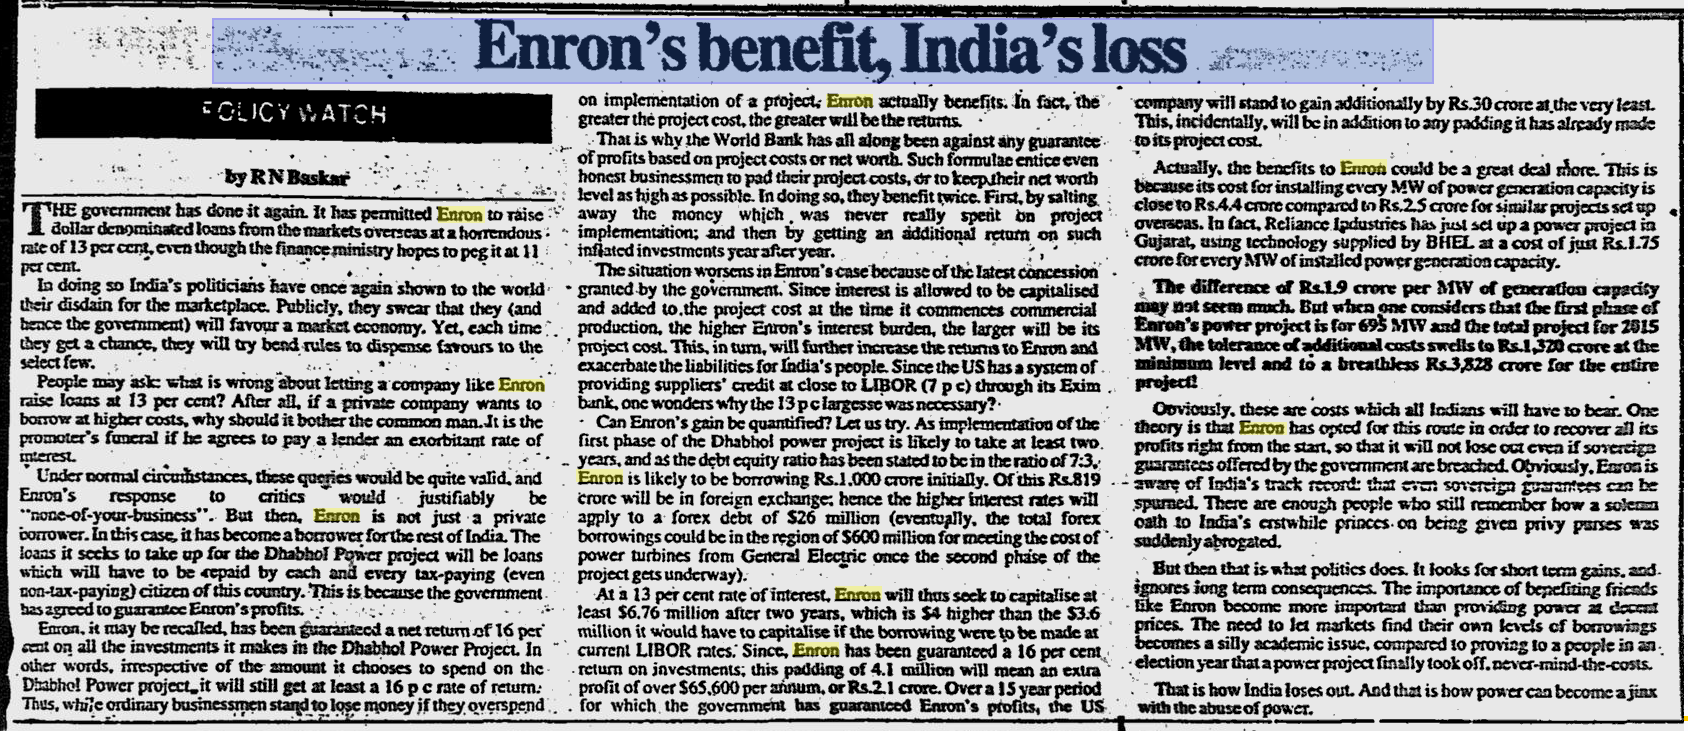 Enron's benefit, India's loss
POLICY WATCH
by R N Baskar
THE government has done it again. It has permitted Enron to raise
dollar denominated loans from the markets overseas at a horrendous
rate of 13 per cent, even though the finance ministry hopes to peg it at 11
per cent.
In doing so India's politicians have once again shown to the world
their disdain for the marketplace. Publicly, they swear that they (and
hence the government) will favour a market economy. Yet, each time
they get a chance, they will try bend rules to dispense favours to the
select few.
People may ask: what is wrong about letting a company like Enron
raise loans at 13 per cent? After all, if a private company wants to
borrow at higher costs, why should it bother the common man. It is the
promoter's funeral if he agrees to pay a lender an exorbitant rate of
interest.
Under normal circumstances, these queries would be quite valid, and
Enron's response to critics would justifiably be
"none-of-your-business". But then, Enron is not just a private
borrower. In this case, it has become a borrower for the rest of India. The
loans it seeks to take up for the Dhabhol Power project will be loans
which will have to be repaid by each and every tax-paying (even
non-tax-paying) citizen of this country. This is because the government
has agreed to guarantee Enron's profits.
Enron, it may be recalled, has been guaranteed a net return of 16 per
cent on all the investments it makes in the Dhabhol Power Project. In
other words, irrespective of the amount it chooses to spend on the
Dhabhol Power project, it will still get at least a 16 p c rate of return.
Thus, while ordinary businessmen stand to lose money if they overspend
on implementation of a project, Enron actually benefits. In fact, the
greater the project cost, the greater will be the returns.
That is why the World Bank has all along been against any guarantee
of profits based on project costs or net worth. Such formulae entice even
honest businessmen to pad their project costs, or to keep their net worth
level as high as possible. In doing so, they benefit twice. First, by salting
away the money which was never really spent on project
implementation; and then by getting an additional return on such
inflated investments year after year.
The situation worsens in Enron's case because of the latest concession
granted by the government. Since interest is allowed to be capitalised
and added to the project cost at the time it commences commercial
production, the higher Enron's interest burden, the larger will be its
project cost. This, in turn, will further increase the returns to Enron and
exacerbate the liabilities for India's people. Since the US has a system of
providing suppliers' credit at close to LIBOR (7 p c) through its Exim
bank, one wonders why the 13 p c largesse was necessary?
Can Enron's gain be quantified? Let us try. As implementation of the
first phase of the Dhabhol power project is likely to take at least two
years, and as the debt equity ratio has been stated to be in the ratio of 7:3,
Enron is likely to be borrowing Rs.1,000 crore initially. Of this Rs.819
crore will be in foreign exchange; hence the higher interest rates will
apply to a forex debt of $26 million (eventually, the total forex
borrowings could be in the region of $600 million for meeting the cost of
power turbines from General Electric once the second phase of the
project gets underway).
At a 13 per cent rate of interest, Enron will thus seek to capitalise at
least $6.76 million after two years, which is $4 higher than the $3.6
million it would have to capitalise if the borrowing were to be made at
current LIBOR rates. Since, Enron has been guaranteed a 16 per cent
return on investments; this padding of 4.1 million will mean an extra
profit of over $65,600 per annum, or Rs.2.1 crore. Over a 15 year period
for which the government has guaranteed Enron's profits, the US
company will stand to gain additionally by Rs.30 crore at the very least.
This, incidentally, will be in addition to any padding it has already made
to its project cost.
Actually, the benefits to Enron could be a great deal more. This is
because its cost for installing every MW of power generation capacity is
close to Rs.4.4 crore compared to Rs.2.5 crore for similar projects set up
overseas. In fact, Reliance Industries has just set up a power project in
Gujarat, using technology supplied by BHEL at a cost of just Rs.1.75
crore for every MW of installed power generation capacity.
The difference of Rs.1.9 crore per MW of generation capacity
may not seem much. But when one considers that the first phase of
Enron's power project is for 695 MW and the total project for 2015
MW, the tolerance of additional costs swells to Rs.1,320 crore at the
minimum level and to a breathless Rs.3,828 crore for the entire
project!
Obviously, these are costs which all Indians will have to bear. One
theory is that Enron has opted for this route in order to recover all its
profits right from the start, so that it will not lose out even if sovereign
guarantees offered by the government are breached. Obviously, Enron is
aware of India's track record: that even sovereign guarantees can be
spurned. There are enough people who still remember how a solemn
oath to India's erstwhile princes on being given privy purses was
suddenly abrogated.
But then that is what politics does. It looks for short term gains, and
ignores long term consequences. The importance of benefiting friends
like Enron become more important than providing power at decent
prices. The need to let markets find their own levels of borrowings
becomes a silly academic issue, compared to proving to a people in an
election year that a power project finally took off, never-mind-the-costs.
That is how India loses out. And that is how power can become a jinx
with the abuse of power.